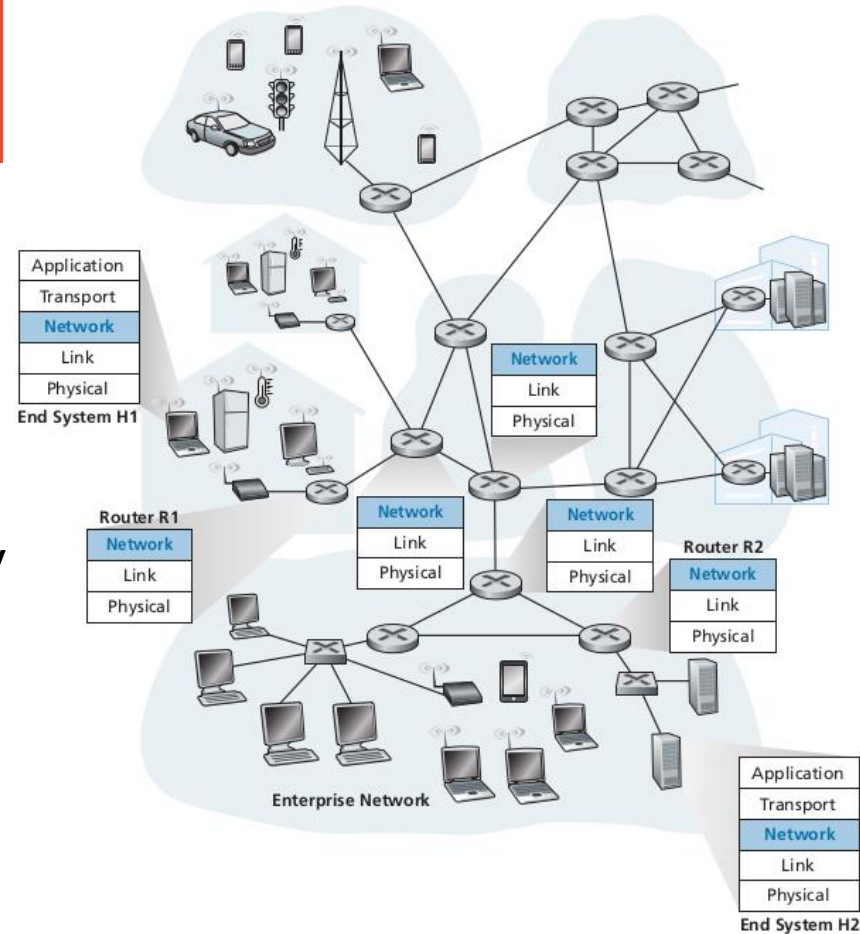 Application
Transport
Network
Link
Physical
End System H1
Network
Link
Physical
Router R1
Network
Link
Physical
Network
Link
Physical
Network
Link
Physical
Router R2
Network
Link
Physical
Enterprise Network
Application
Transport
Network
Link
Physical
End System H2